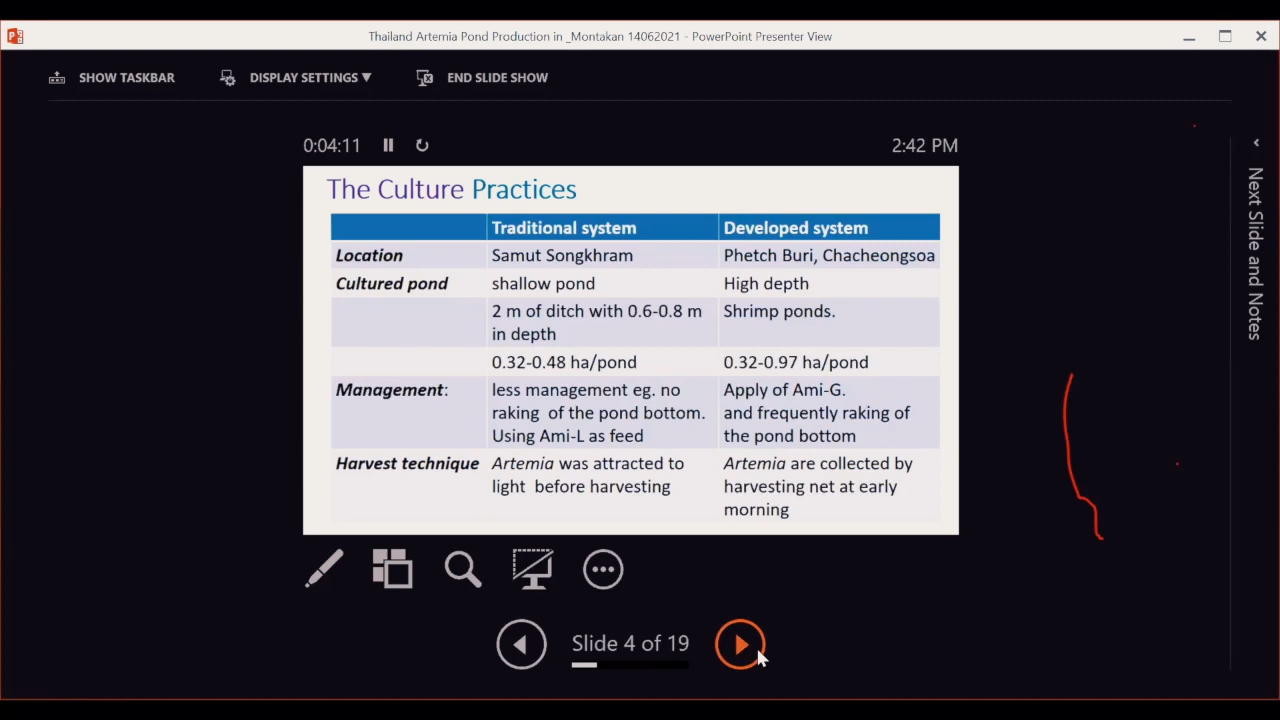 Thailand Artemia Pond Production in _Montakan 14062021 - PowerPoint Presenter View
SHOW TASKBAR
DISPLAY SETTINGS ▼
END SLIDE SHOW
0:04:11
2:42 PM
The Culture Practices
Traditional system
Developed system
Location
Samut Songkhram
Phetch Buri, Chacheongsoa
Cultured pond
shallow pond
High depth
2 m of ditch with 0.6-0.8 m
in depth
Shrimp ponds.
0.32-0.48 ha/pond
0.32-0.97 ha/pond
Management:
less management eg. no
raking of the pond bottom.
Using Ami-L as feed
Apply of Ami-G.
and frequently raking of
the pond bottom
Harvest technique
Artemia was attracted to
light before harvesting
Artemia are collected by
harvesting net at early
morning
Slide 4 of 19
Next Slide and Notes